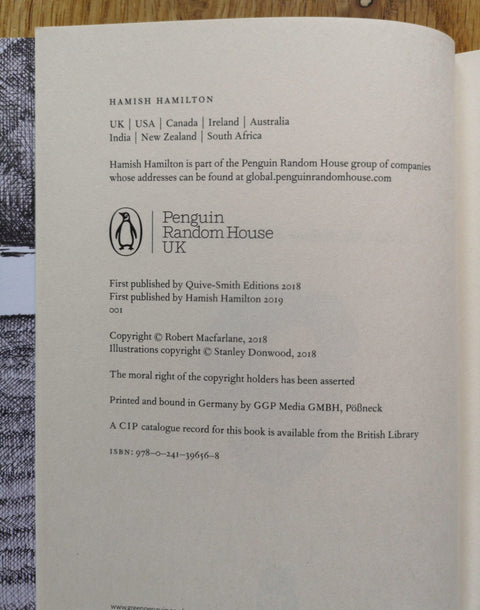 HAMISH HAMILTON
UK | USA | Canada | Ireland | Australia
India | New Zealand | South Africa
Hamish Hamilton is part of the Penguin Random House group of companies
whose addresses can be found at global.penguinrandomhouse.com
Penguin
Random House
UK
First published by Quive-Smith Editions 2018
First published by Hamish Hamilton 2019
001
Copyright © Robert Macfarlane, 2018
Illustrations copyright © Stanley Donwood, 2018
The moral right of the copyright holders has been asserted
Printed and bound in Germany by GGP Media GMBH, Pößneck
A CIP catalogue record for this book is available from the British Library
ISBN: 978-0-241-39656-8